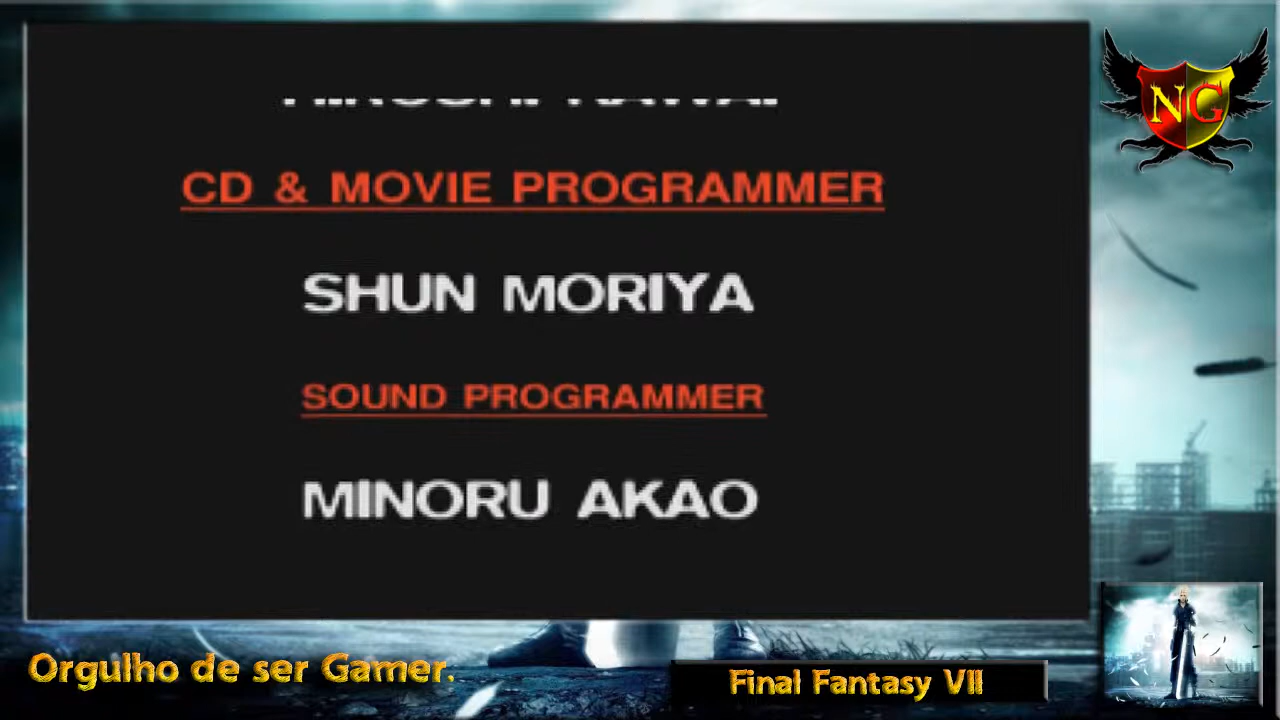 CD & MOVIE PROGRAMMER
SHUN MORIYA
SOUND PROGRAMMER
MINORU AKAO
NG
Orgulho de ser Gamer.
Final Fantasy VII